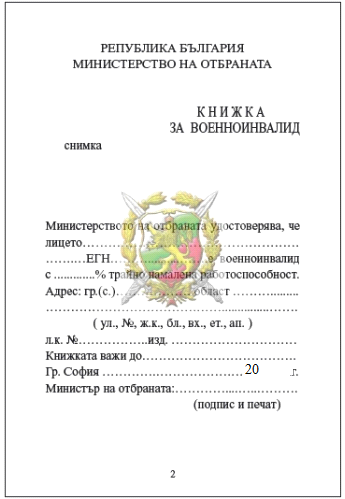 РЕПУБЛИКА БЪЛГАРИЯ
МИНИСТЕРСТВО НА ОТБРАНАТА
К Н И Ж К А
ЗА ВОЕННОИНВАЛИД
снимка
Министерството на отбраната удостоверява, че
лицето…………………………………………
…………ЕГН…………………е военноинвалид
с .............% трайно намалена работоспособност.
Адрес: гр.(с.)…………………област …………..........
………………………………………………………
( ул., №, ж.к., бл., вх., ет., ап. )
л.к. №………………..изд. ……………………………
Книжката важи до…………………………………….
Гр. София ……………………………… 20 .г.
Министър на отбраната:…………………………
(подпис и печат)
2